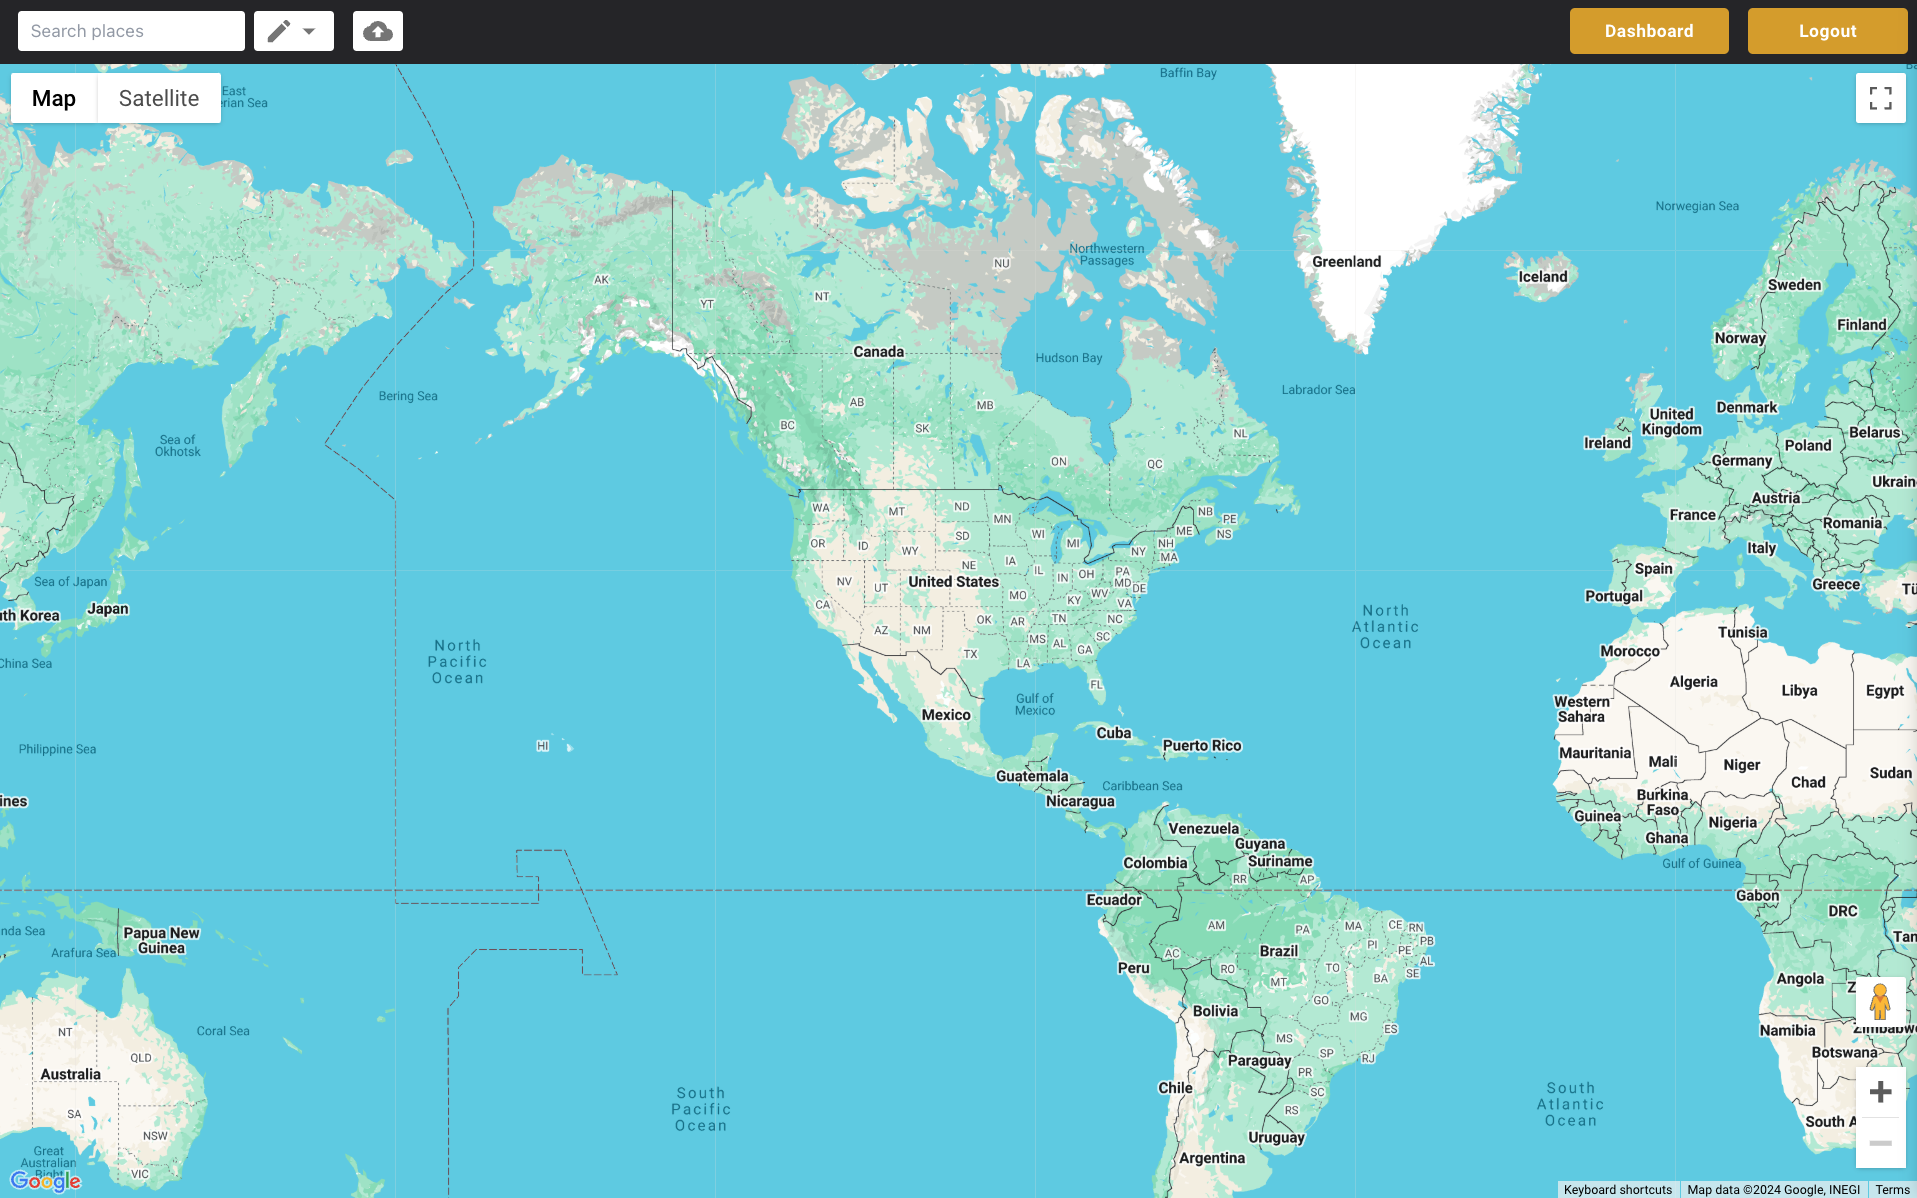 Search places
Dashboard
Logout
Map
Satellite
East
erian Sea
Baffin Bay
Norwegian Sea
Northwestern
Passages
NU
Greenland
Iceland
AK
YT
NT
Sweden
Finland
Norway
Canada
Hudson Bay
Labrador Sea
Bering Sea
AB
MB
BC
SK
NL
ON
QC
Denmark
United
Kingdom
Ireland
Belarus
Poland
Germany
Ukrain
Sea of
Okhotsk
Austria
France
Romania
Italy
WA
MT
ND
MN
NB
PE
NS
ME
OR
ID
SD
WI
MI
NH
MA
NY
WY
NE
IA
IL
IN
OH
PA
MD
DE
United States
NV
UT
MO
KY
WV
VA
CA
OK
AR
TN
NC
AZ
NM
MS
AL
SC
GA
TX
LA
FL
Spain
Greece
Tü
Portugal
Sea of Japan
Japan
th Korea
China Sea
North
Pacific
Ocean
North
Atlantic
Ocean
Tunisia
Morocco
Algeria
Libya
Egypt
Western
Sahara
Gulf of
Mexico
Mexico
Cuba
Puerto Rico
HI
Philippine Sea
Mauritania
Mali
Niger
Chad
Sudan
Guatemala
Caribbean Sea
Nicaragua
ines
Burkina
Faso
Guinea
Nigeria
Ghana
Gulf of Guinea
Venezuela
Guyana
Suriname
Colombia
RR
AP
Ecuador
Gabon
DRC
Tan
nda Sea
Papua New
Guinea
Arafura Sea
AM
PA
MA
CE
RN
PB
PI
PE
AL
SE
Brazil
AC
RO
TO
BA
MT
Peru
Angola
Z
GO
Bolivia
MG
ES
Coral Sea
NT
QLD
Australia
SA
NSW
VIC
Great
Australian
Bight
Namibia
Zimbabwe
Botswana
MS
SP
RJ
Paraguay
PR
SC
RS
Chile
Uruguay
Argentina
South
Pacific
Ocean
South
Atlantic
Ocean
South A
Google
Keyboard shortcuts
Map data ©2024 Google, INEGI
Terms